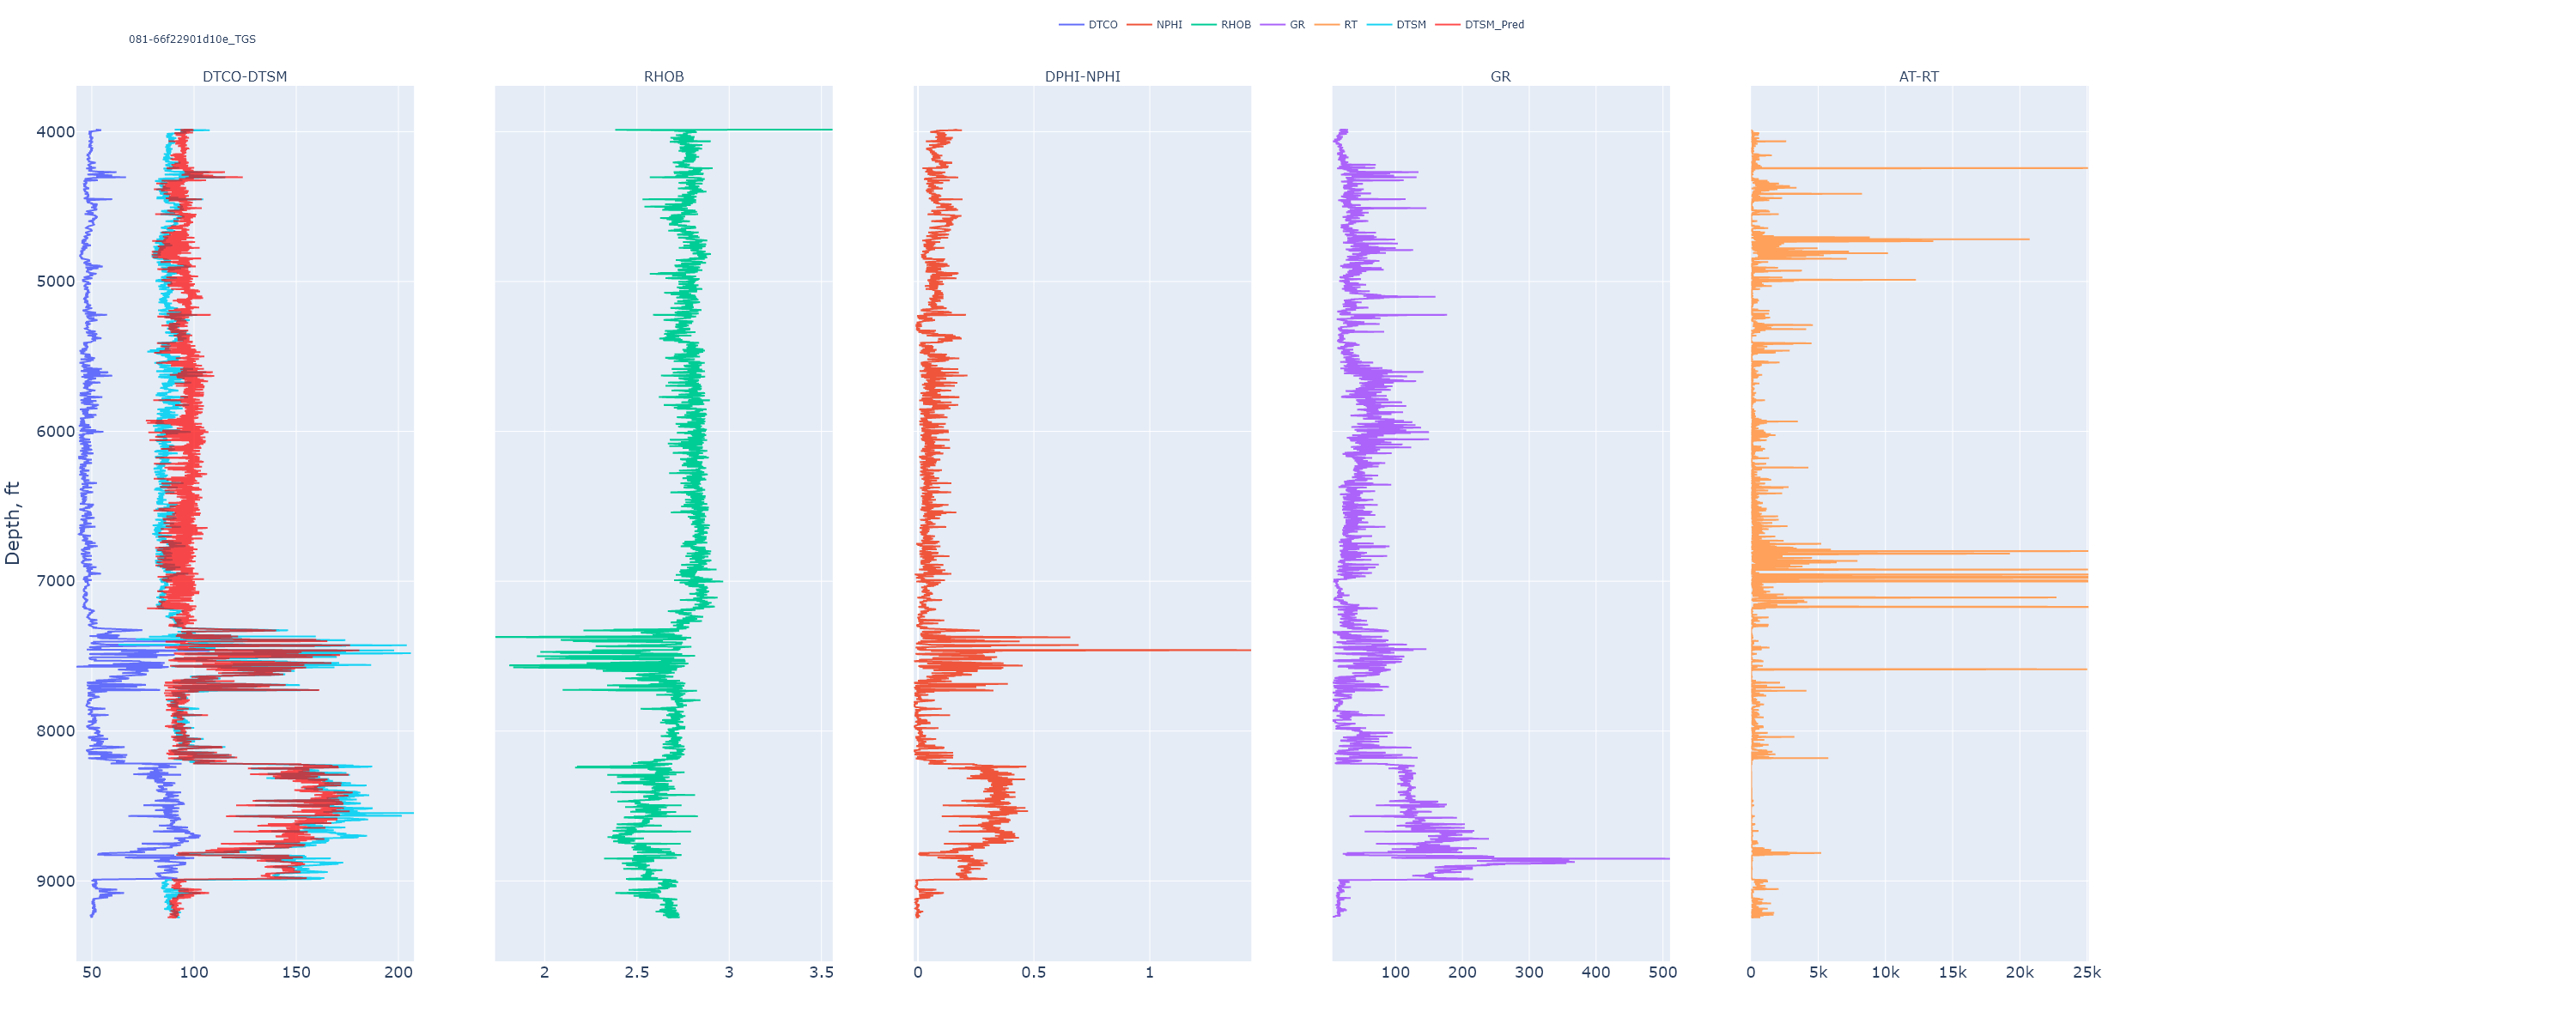 DTCO NPHI RHOB GR RT DTSM DTSM_Pred
081-66f22901d10e_TGS
DTCO-DTSM RHOB DPHI-NPHI GR AT-RT
4000
5000
6000
7000
8000
9000
Depth, ft
50 100 150 200 2 2.5 3 3.5 0 0.5 1 100 200 300 400 500 0 5k 10k 15k 20k 25k